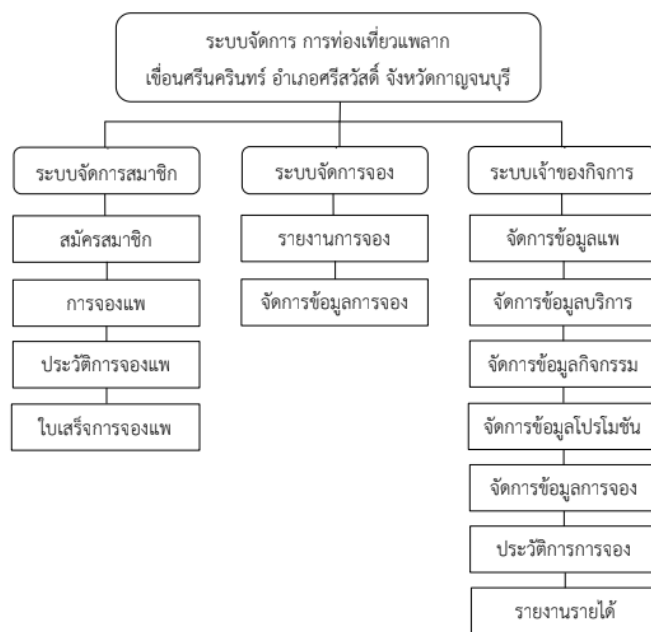 ระบบจัดการ การท่องเที่ยวแพลาก
เขื่อนศรีนครินทร์ อำเภอศรีสวัสดิ์ จังหวัดกาญจนบุรี
ระบบจัดการสมาชิก
สมัครสมาชิก
การจองแพ
ประวัติการจองแพ
ใบเสร็จการจองแพ
ระบบจัดการจอง
รายงานการจอง
จัดการข้อมูลการจอง
ระบบเจ้าของกิจการ
จัดการข้อมูลแพ
จัดการข้อมูลบริการ
จัดการข้อมูลกิจกรรม
จัดการข้อมูลโปรโมชัน
จัดการข้อมูลการจอง
ประวัติการการจอง
รายงานรายได้